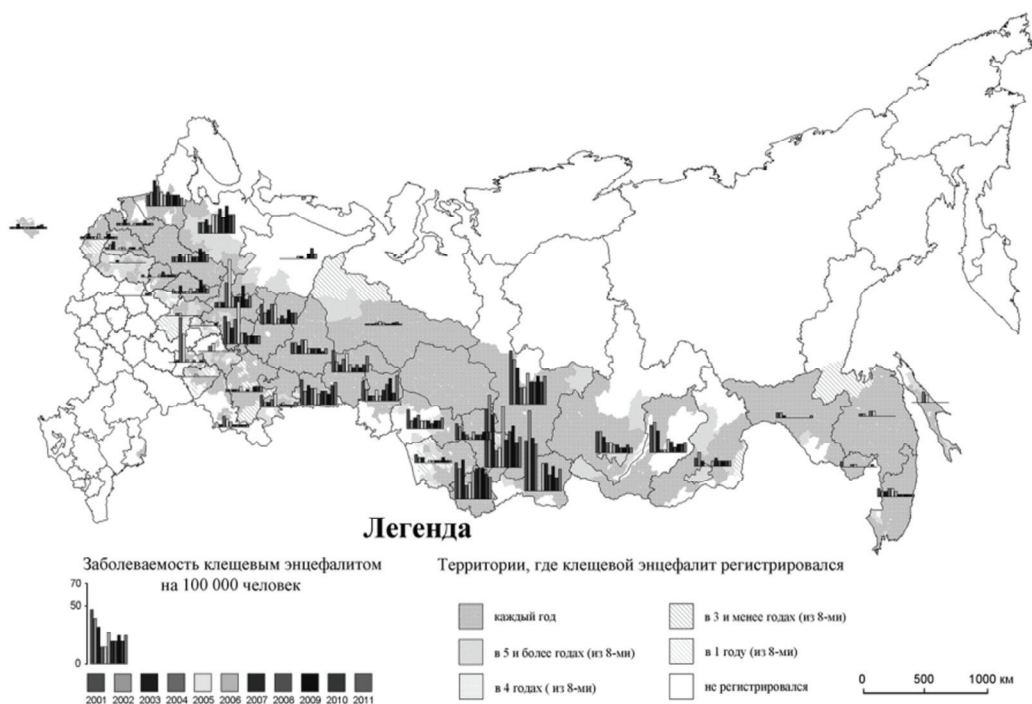 Легенда
Заболеваемость клещевым энцефалитом
на 100 000 человек
70
50
0
2001 2002 2003 2004 2005 2006 2007 2008 2009 2010 2011
Территории, где клещевой энцефалит регистрировался
каждый год
в 5 и более годах (из 8-ми)
в 4 годах ( из 8-ми)
в 3 и менее годах (из 8-ми)
в 1 году (из 8-ми)
не регистрировался
0 500 1000 км